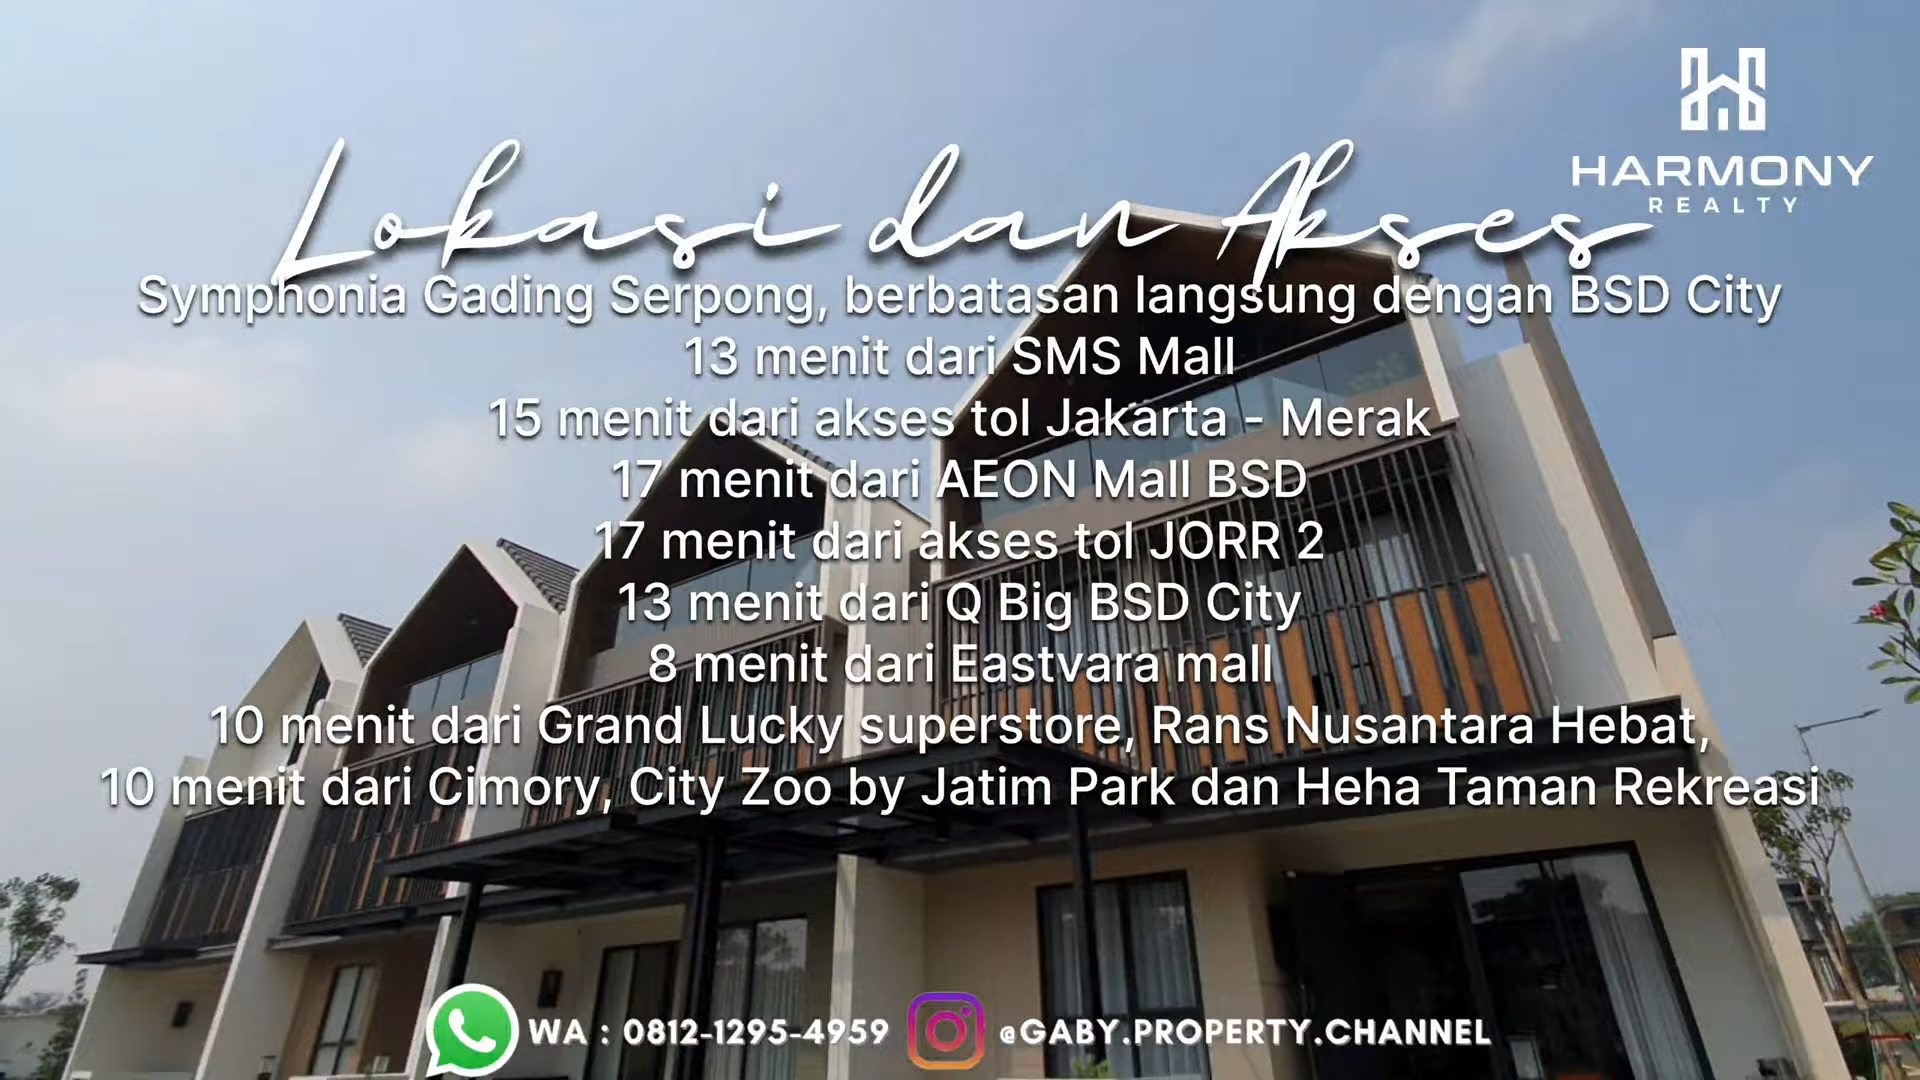 HARMONY
REALTY
Lokasi dan Akses
Symphonia Gading Serpong, berbatasan langsung dengan BSD City
13 menit dari SMS Mall
15 menit dari akses tol Jakarta - Merak
17 menit dari AEON Mall BSD
17 menit dari akses tol JORR 2
13 menit dari Q Big BSD City
8 menit dari Eastvara mall
10 menit dari Grand Lucky superstore, Rans Nusantara Hebat,
10 menit dari Cimory, City Zoo by Jatim Park dan Heha Taman Rekreasi
WA : 0812-1295-4959 @GABY.PROPERTY.CHANNEL